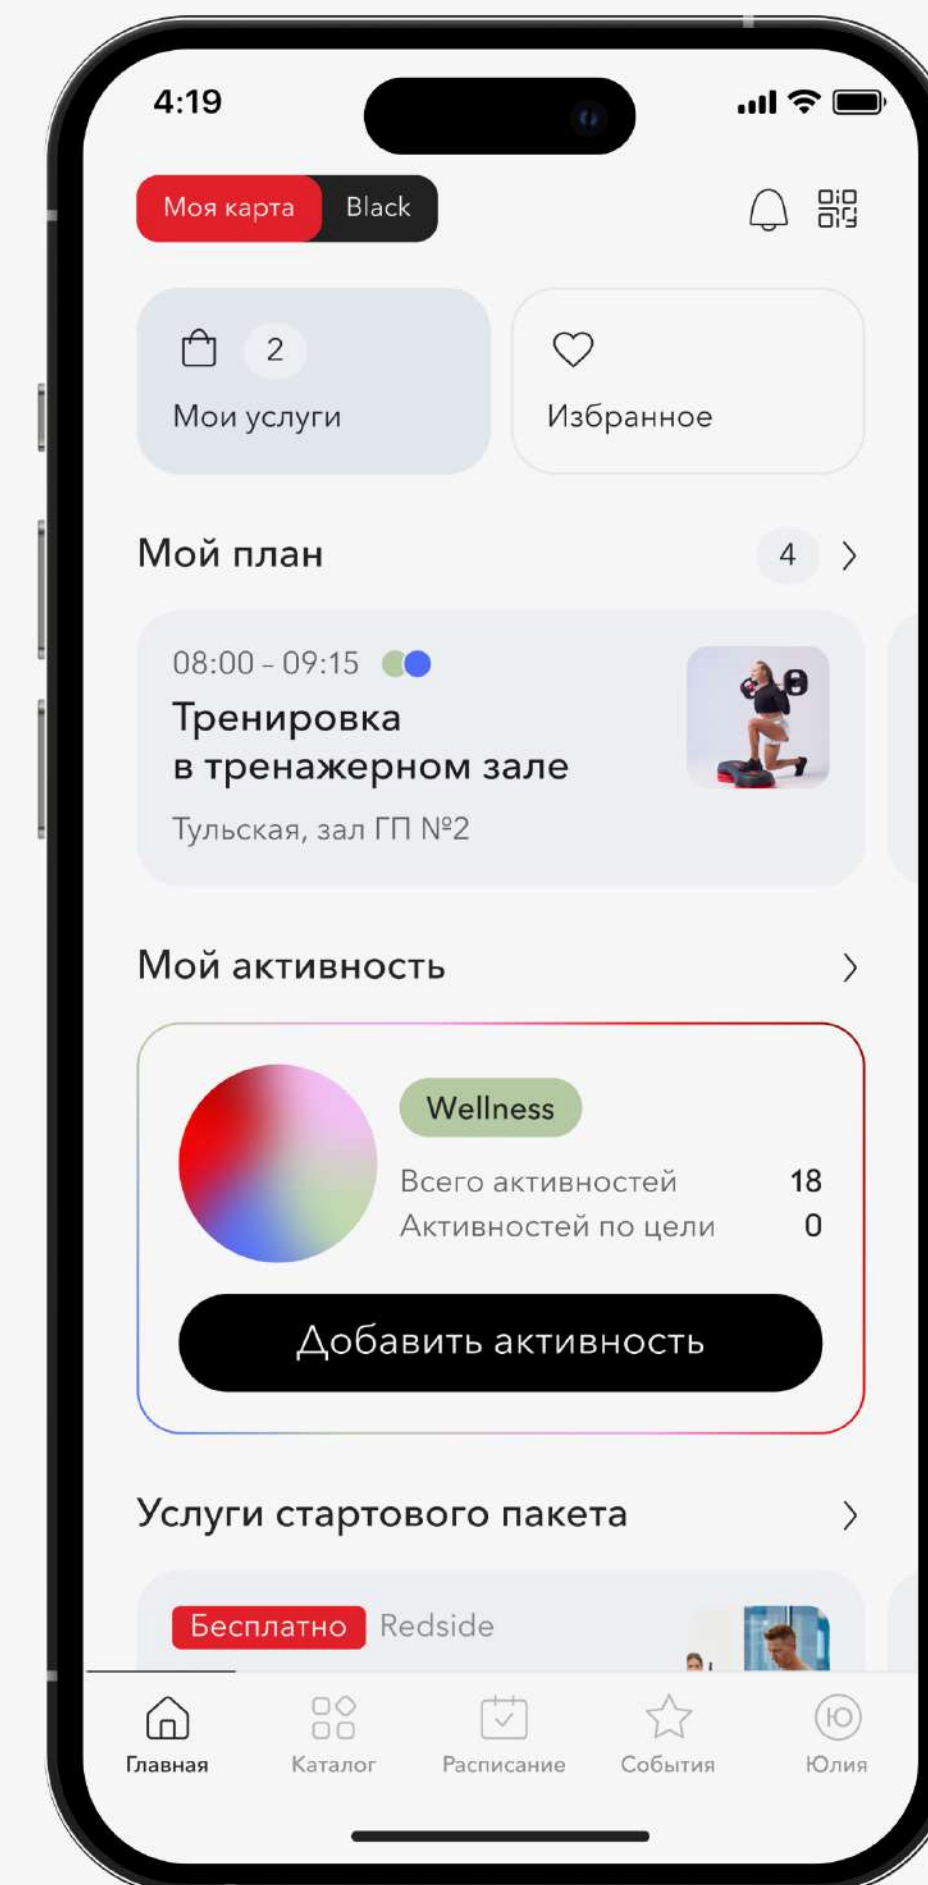 4:19
Моя карта Black
2
Мои услуги
Избранное
Мой план 4
08:00 – 09:15
Тренировка
в тренажерном зале
Тульская, зал ГП №2
Мой активность
Wellness
Всего активностей 18
Активностей по цели 0
Добавить активность
Услуги стартового пакета
Бесплатно Redside
Главная Каталог Расписание События Ю Юлия